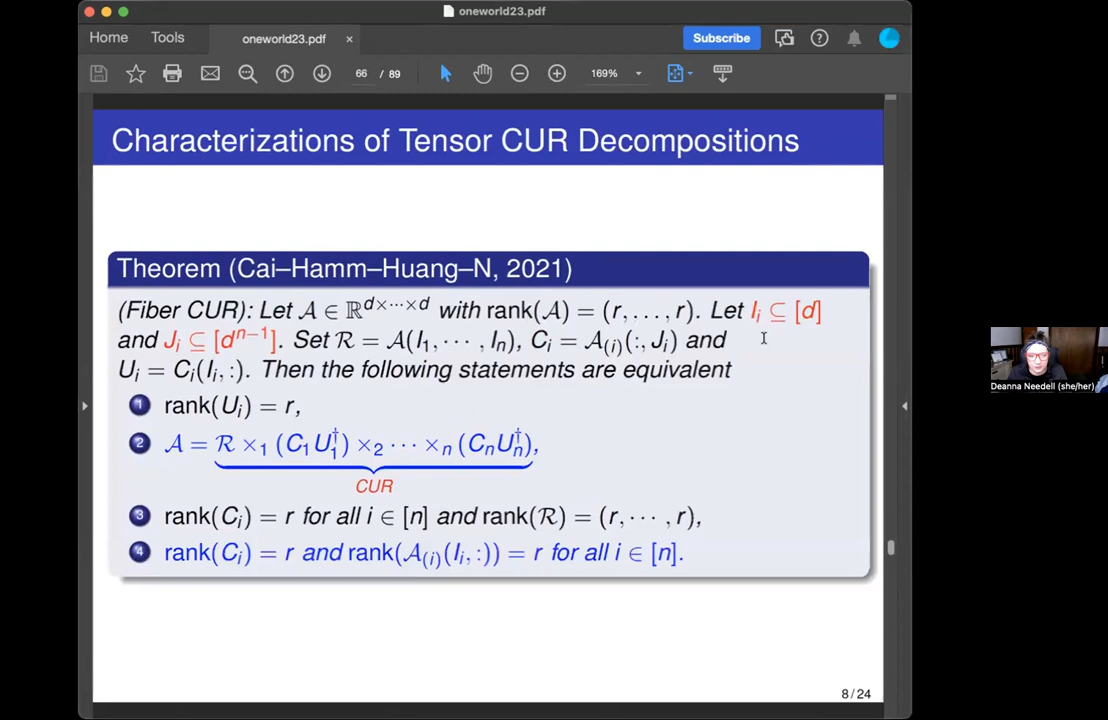 oneworld23.pdf
Home Tools oneworld23.pdf × Subscribe
66 / 89 169%
Characterizations of Tensor CUR Decompositions
Theorem (Cai–Hamm–Huang–N, 2021)
(Fiber CUR): Let 𝒜 ∈ ℝ^{d×···×d} with rank(𝒜) = (r, . . . , r). Let I_i ⊆ [d]
and J_i ⊆ [d^{n−1}]. Set ℛ = 𝒜(I_1, ··· , I_n), C_i = 𝒜_{(i)}(:, J_i) and
U_i = C_i(I_i, :). Then the following statements are equivalent
1 rank(U_i) = r,
2 𝒜 = ℛ ×_1 (C_1U_1^†) ×_2 ··· ×_n (C_nU_n^†),
CUR
3 rank(C_i) = r for all i ∈ [n] and rank(ℛ) = (r, ··· , r),
4 rank(C_i) = r and rank(𝒜_{(i)}(I_i, :)) = r for all i ∈ [n].
8 / 24
Deanna Needell (she/her)